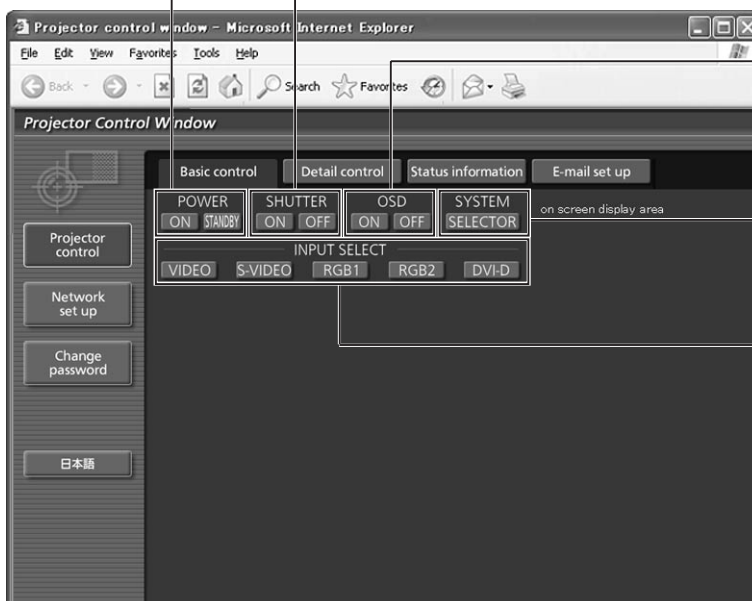 Projector control window - Microsoft Internet Explorer
File Edit View Favorites Tools Help
Back Search Favorites
Projector Control Window
Basic control Detail control Status information E-mail set up
POWER SHUTTER OSD SYSTEM
ON STANDBY ON OFF ON OFF SELECTOR
on screen display area
INPUT SELECT
VIDEO S-VIDEO RGB1 RGB2 DVI-D
Projector
control
Network
set up
Change
password
日本語